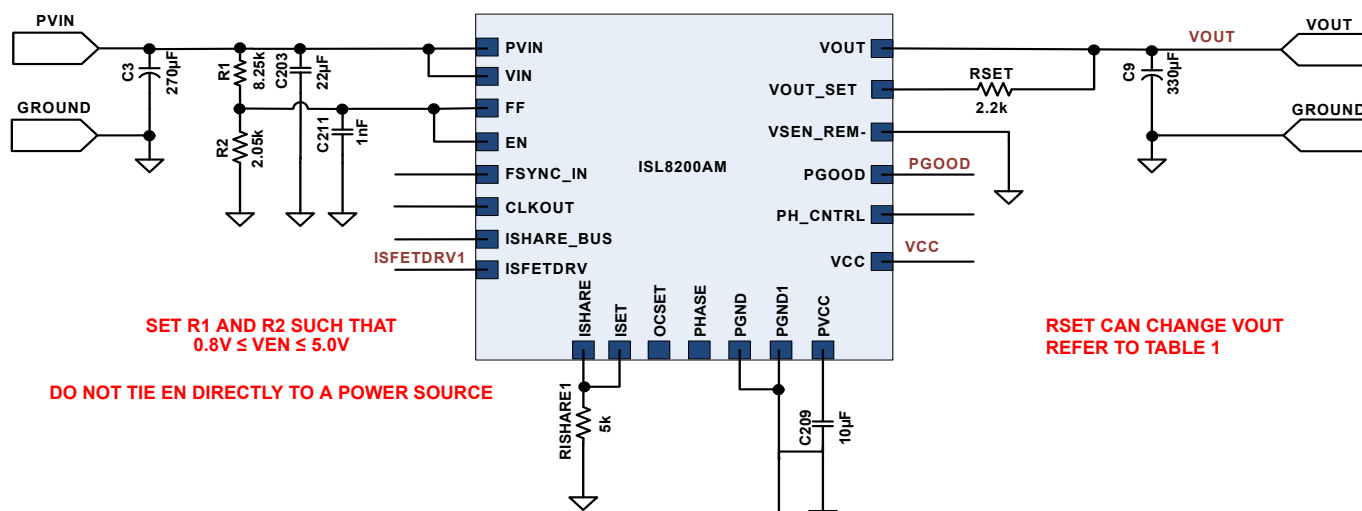 PVIN
GROUND
C3
270µF
R1
8.25k
C203
22µF
R2
2.05k
C211
1nF
PVIN
VIN
FF
EN
FSYNC_IN
CLKOUT
ISHARE_BUS
ISFETDRV1
ISFETDRV
ISL8200AM
VOUT
VOUT_SET
VSEN_REM-
PGOOD
PH_CNTRL
VCC
RSET
2.2k
PGOOD
VCC
VOUT
C9
330µF
VOUT
GROUND
ISHARE
ISET
OCSET
PHASE
PGND
PGND1
PVCC
RISHARE1
5k
C209
10µF
SET R1 AND R2 SUCH THAT
0.8V ≤ VEN ≤ 5.0V
DO NOT TIE EN DIRECTLY TO A POWER SOURCE
RSET CAN CHANGE VOUT
REFER TO TABLE 1